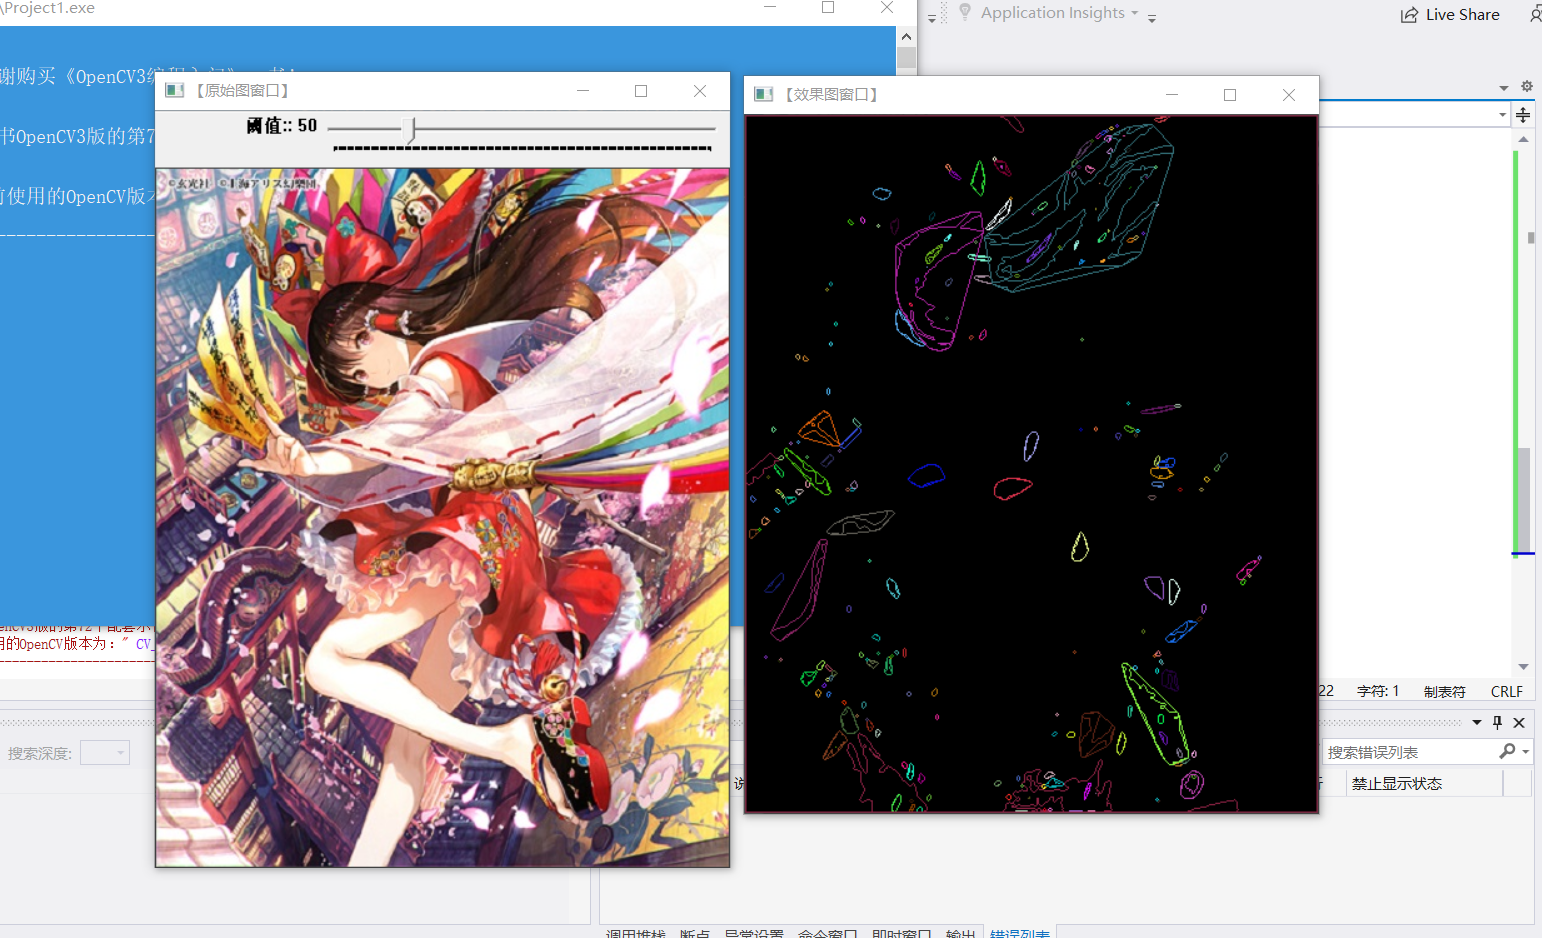 \Project1.exe
Application Insights
Live Share
谢购买《OpenCV3编程入门》
书OpenCV3版的第7
前使用的OpenCV版本
【原始图窗口】
【效果图窗口】
阈值:: 50
©玄光社 ©上海アリス幻樂団
enCV3版的第72个配套示
用的OpenCV版本为：" CV_
22
字符: 1
制表符
CRLF
搜索深度:
说
搜索错误列表
行
禁止显示状态
调用堆栈 断点 异常设置 命令窗口 即时窗口 输出 错误列表